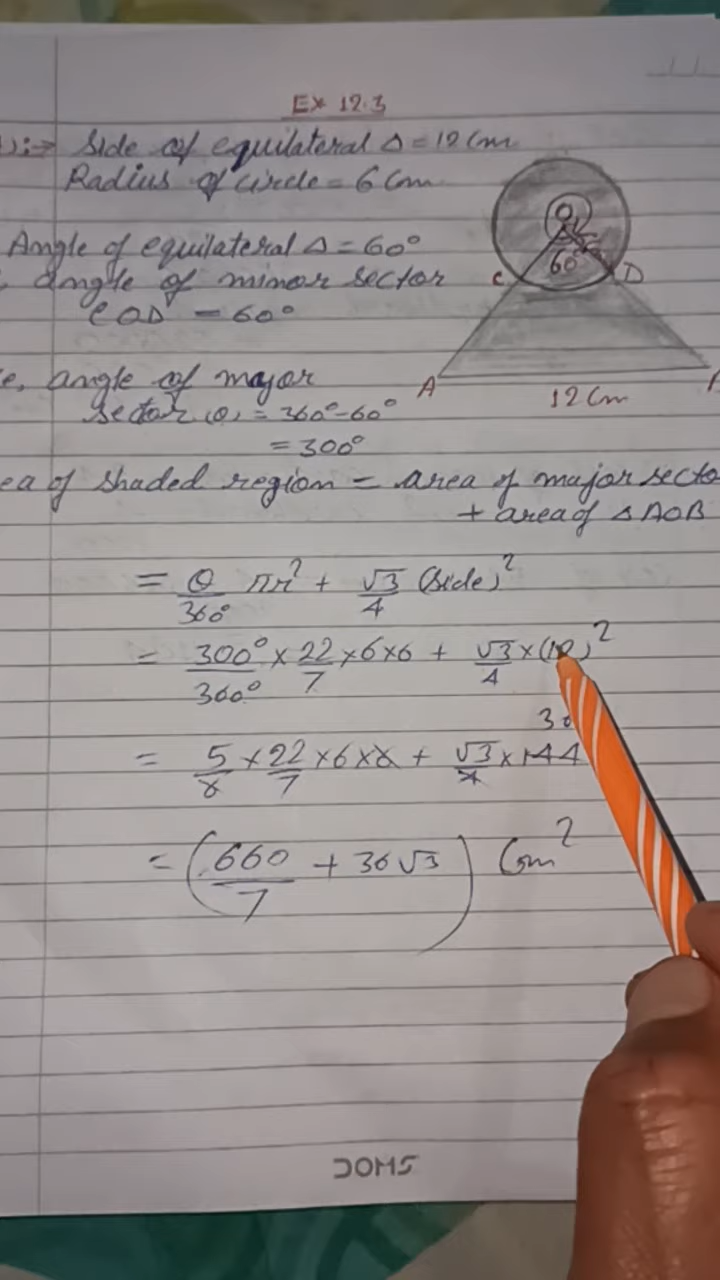 Ex 12.3
Side of equilateral Δ = 12 Cm
Radius of circle = 6 Cm
Angle of equilateral Δ = 60°
angle of minor sector
COD = 60°
O
60°
C
D
A
12 Cm
angle of major
sector (θ) = 360° - 60°
= 300°
ea of shaded region = area of major secto
+ area of Δ AOB
= θ/360° πr² + √3/4 (side)²
= 300°/360° × 22/7 × 6 × 6 + √3/4 × (12)²
36
= 5/6 × 22/7 × 6 × 6 + √3/4 × 144
= (660/7 + 36√3) Cm²
DOMS